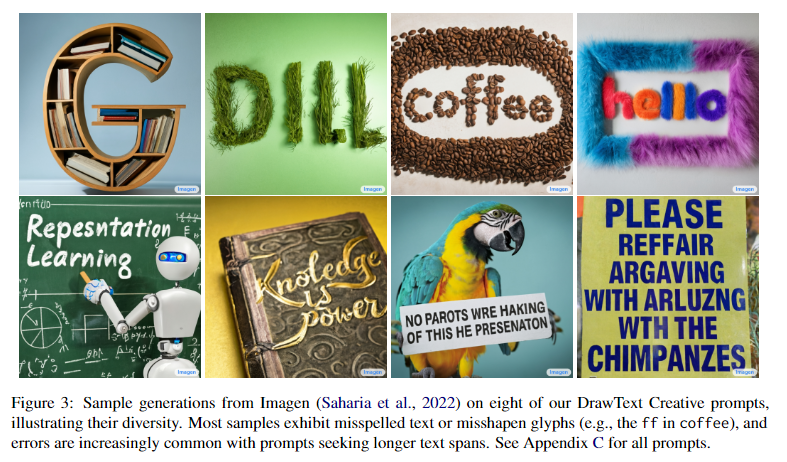 G
DILL
Imagen
Imagen
coffee
Imagen
helllo
Imagen
Repesntation
Learning
Imagen
Knoledge
is
power
Imagen
NO PAROTS WRE HAKING
OF THIS HE PRESENATON
Imagen
PLEASE
REFFAIR
ARGAVING
WITH ARLUZNG
WTH THE
CHIMPANZES
Imagen
Figure 3: Sample generations from Imagen (Saharia et al., 2022) on eight of our DrawText Creative prompts,
illustrating their diversity. Most samples exhibit misspelled text or misshapen glyphs (e.g., the ff in coffee), and
errors are increasingly common with prompts seeking longer text spans. See Appendix C for all prompts.